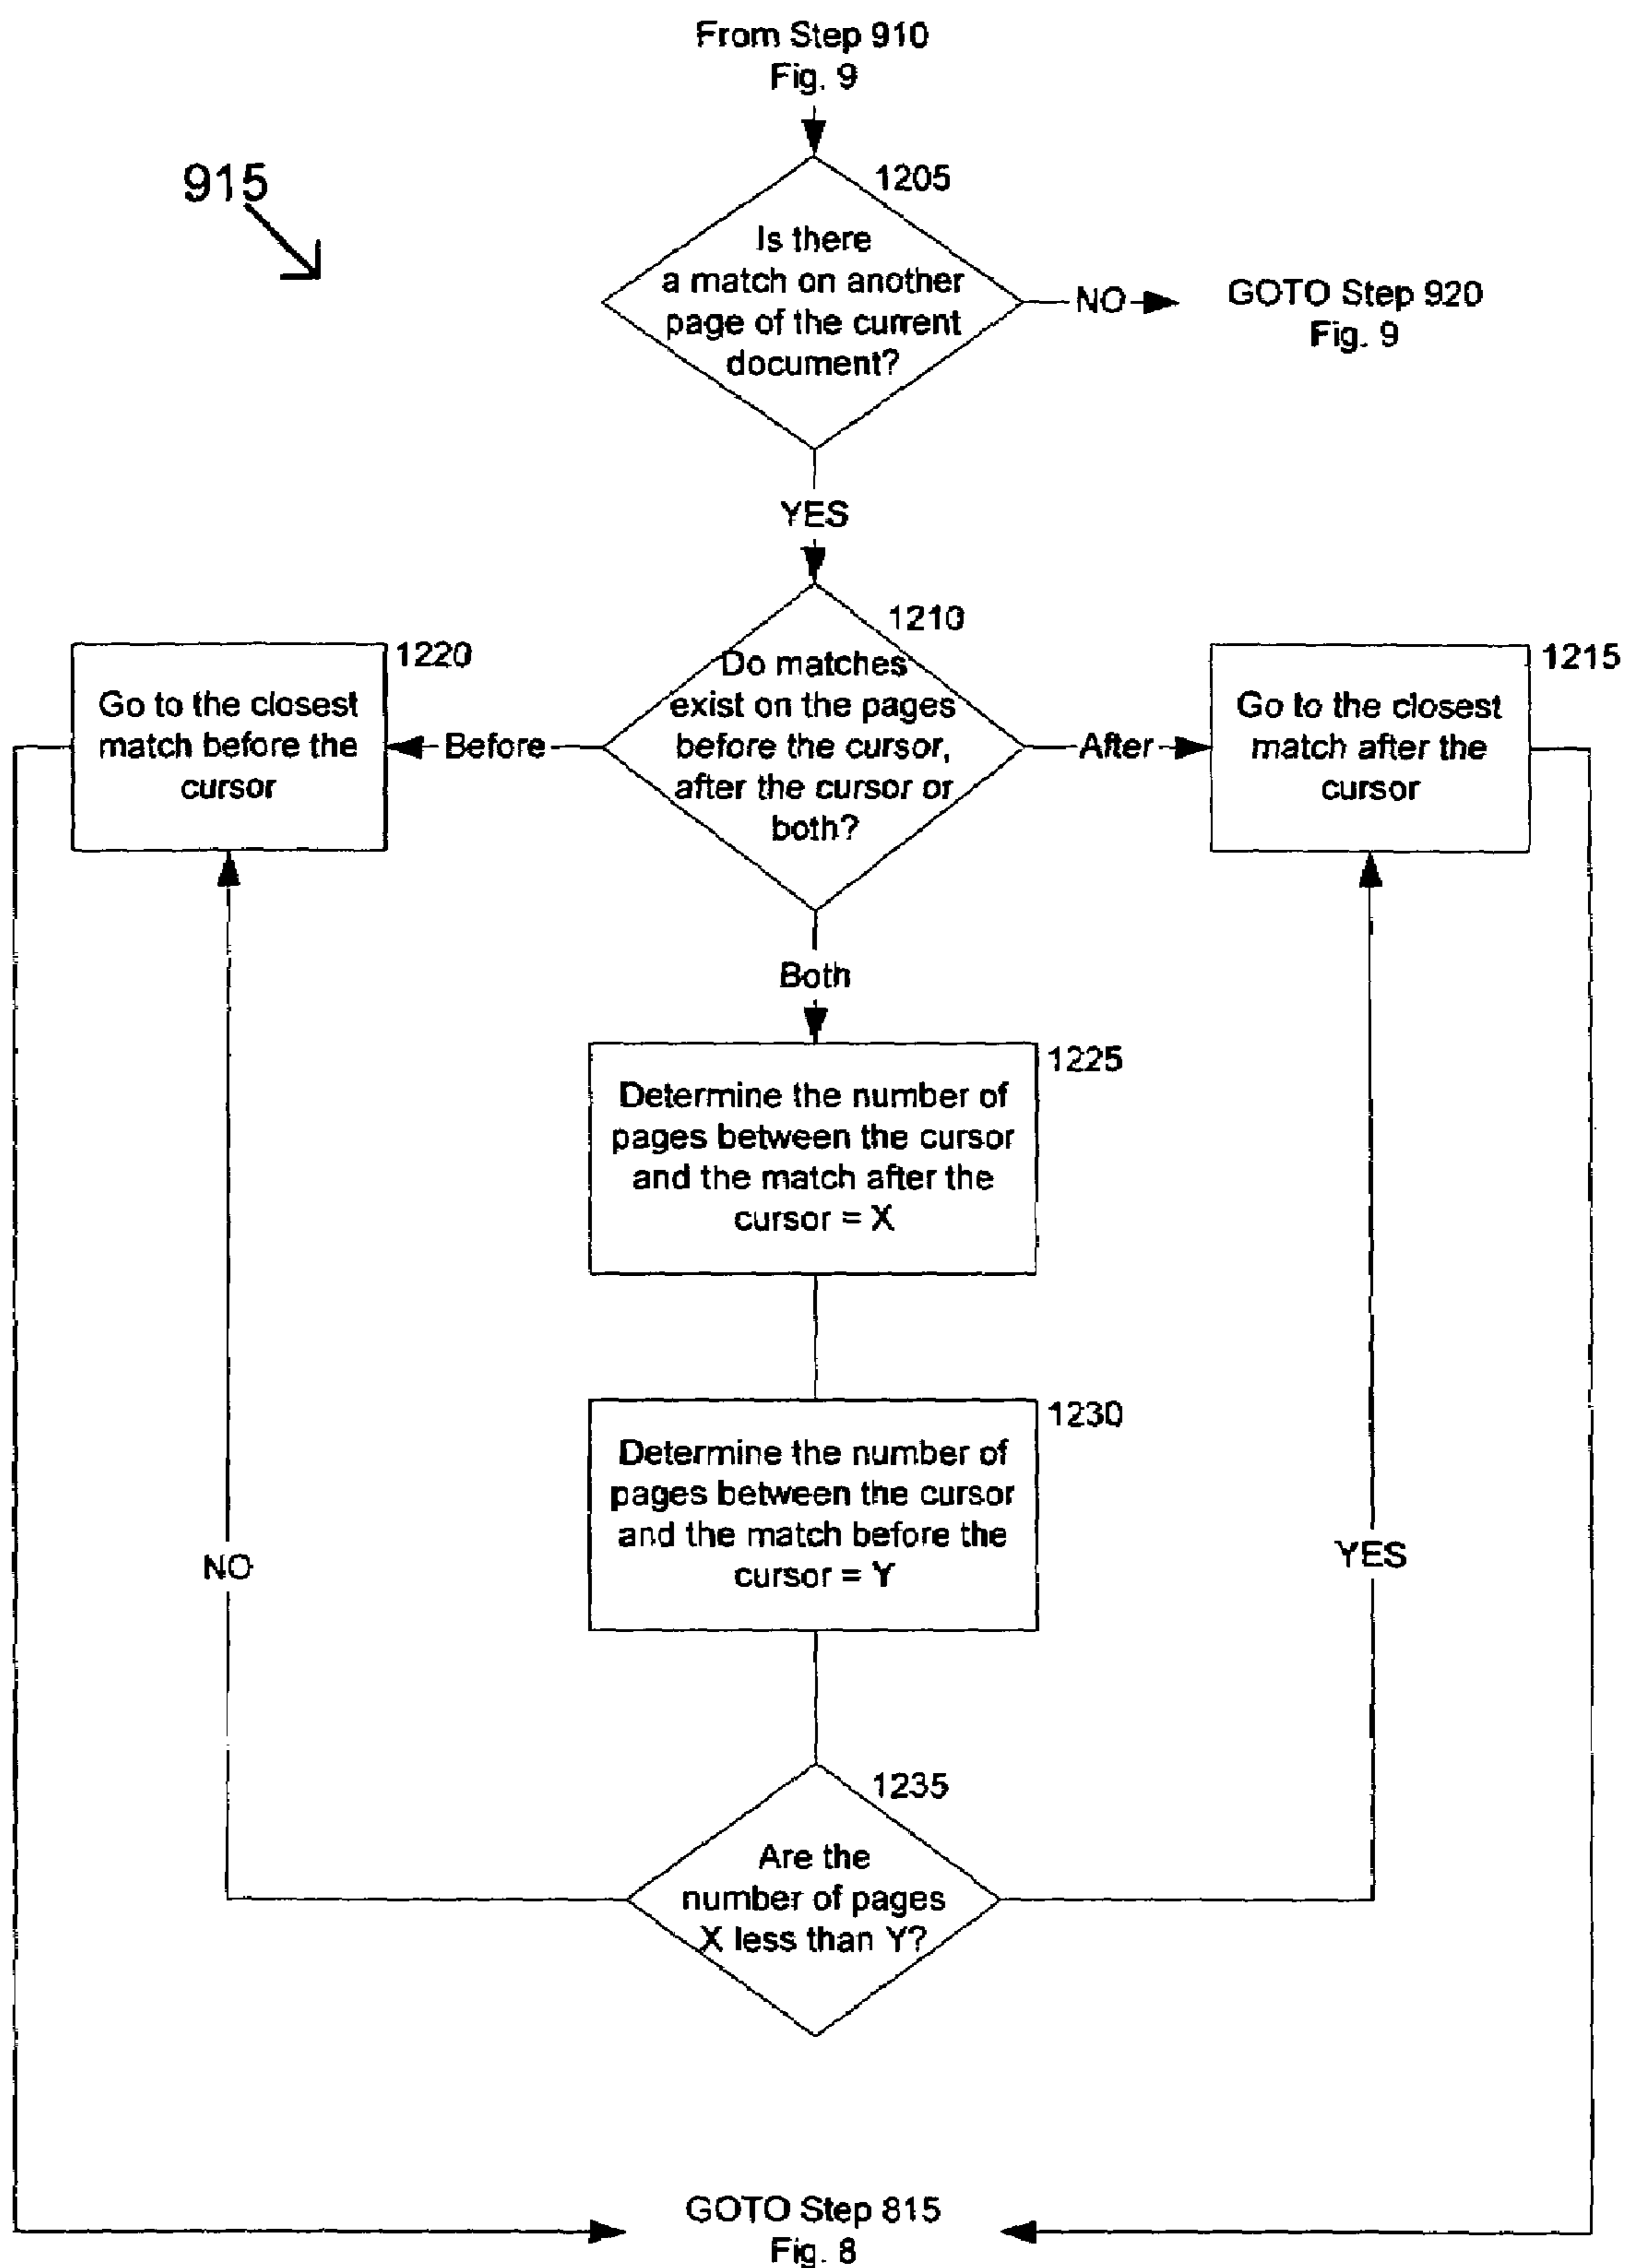 From Step 910
Fig. 9
915
1205
Is there
a match on another
page of the current
document?
NO
GOTO Step 920
Fig. 9
YES
1210
Do matches
exist on the pages
before the cursor,
after the cursor or
both?
1220
Go to the closest
match before the
cursor
Before
After
1215
Go to the closest
match after the
cursor
Both
1225
Determine the number of
pages between the cursor
and the match after the
cursor = X
1230
Determine the number of
pages between the cursor
and the match before the
cursor = Y
NO
YES
1235
Are the
number of pages
X less than Y?
GOTO Step 815
Fig. 8